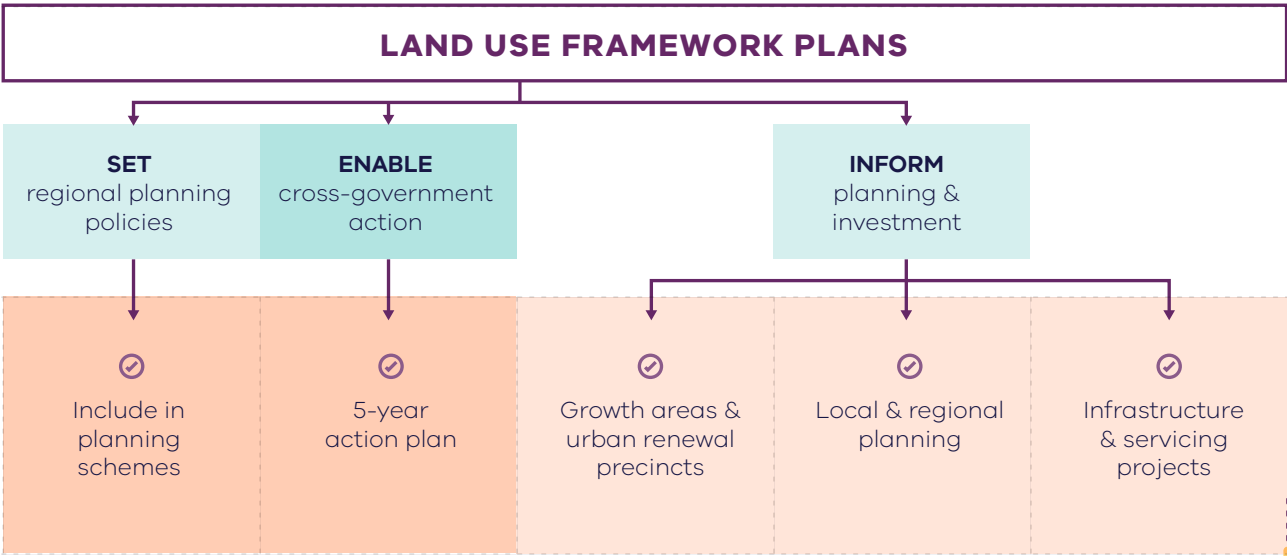 LAND USE FRAMEWORK PLANS
SET
regional planning
policies
ENABLE
cross-government
action
INFORM
planning &
investment
Include in
planning
schemes
5-year
action plan
Growth areas &
urban renewal
precincts
Local & regional
planning
Infrastructure
& servicing
projects